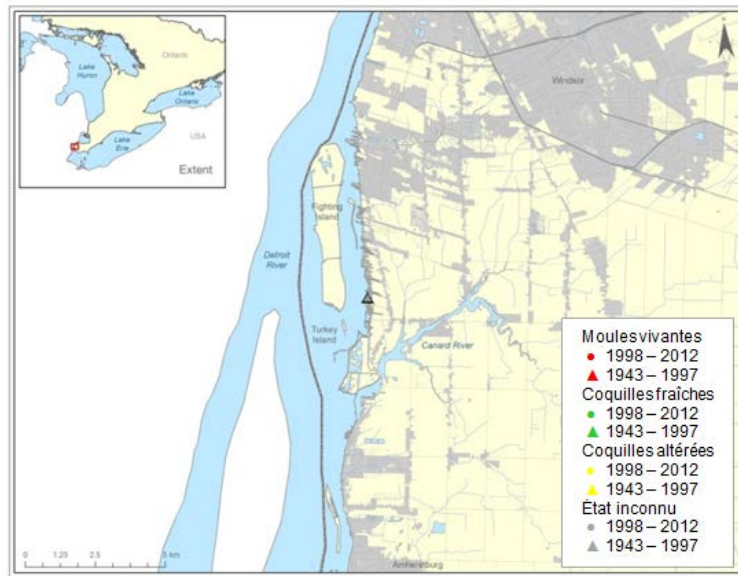 Ontario
Lake
Huron
Lake
Ontario
USA
Lake
Erie
Extent
N
Windsor
Fighting
Island
Detroit
River
Turkey
Island
Canard River
Amherstburg
0 1.25 2.5 5 km
Moules vivantes
1998 – 2012
1943 – 1997
Coquilles fraîches
1998 – 2012
1943 – 1997
Coquilles altérées
1998 – 2012
1943 – 1997
État inconnu
1998 – 2012
1943 – 1997